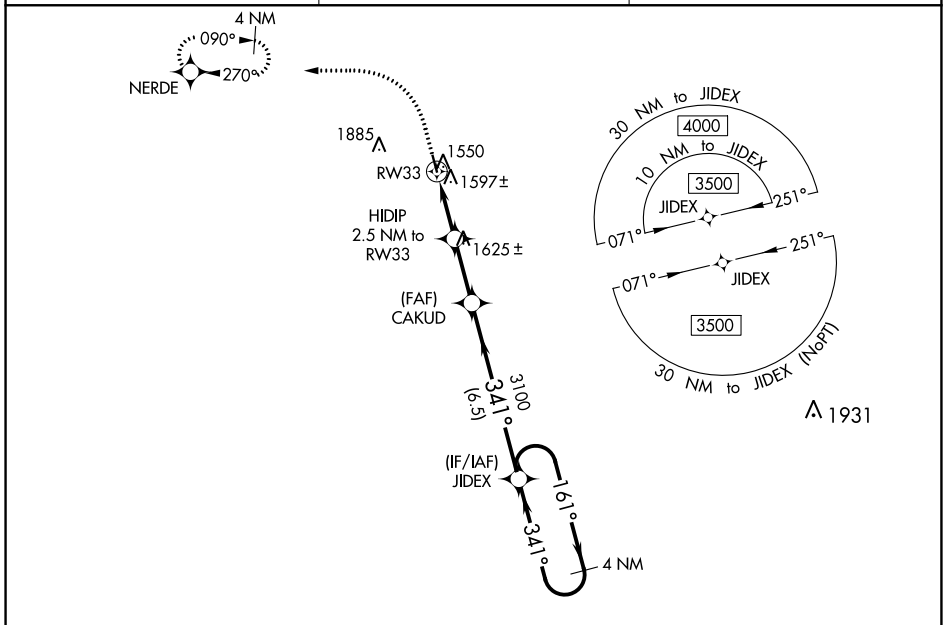 4 NM
090°
270°
NERDE
1885
1550
RW33
1597±
HIDIP
2.5 NM to
RW33
1625±
(FAF)
CAKUD
3100
341°
(6.5)
(IF/IAF)
JIDEX
161°
341°
4 NM
30 NM to JIDEX
4000
10 NM to JIDEX
3500
JIDEX
251°
071°
251°
071°
JIDEX
3500
30 NM to JIDEX (NoPT)
1931